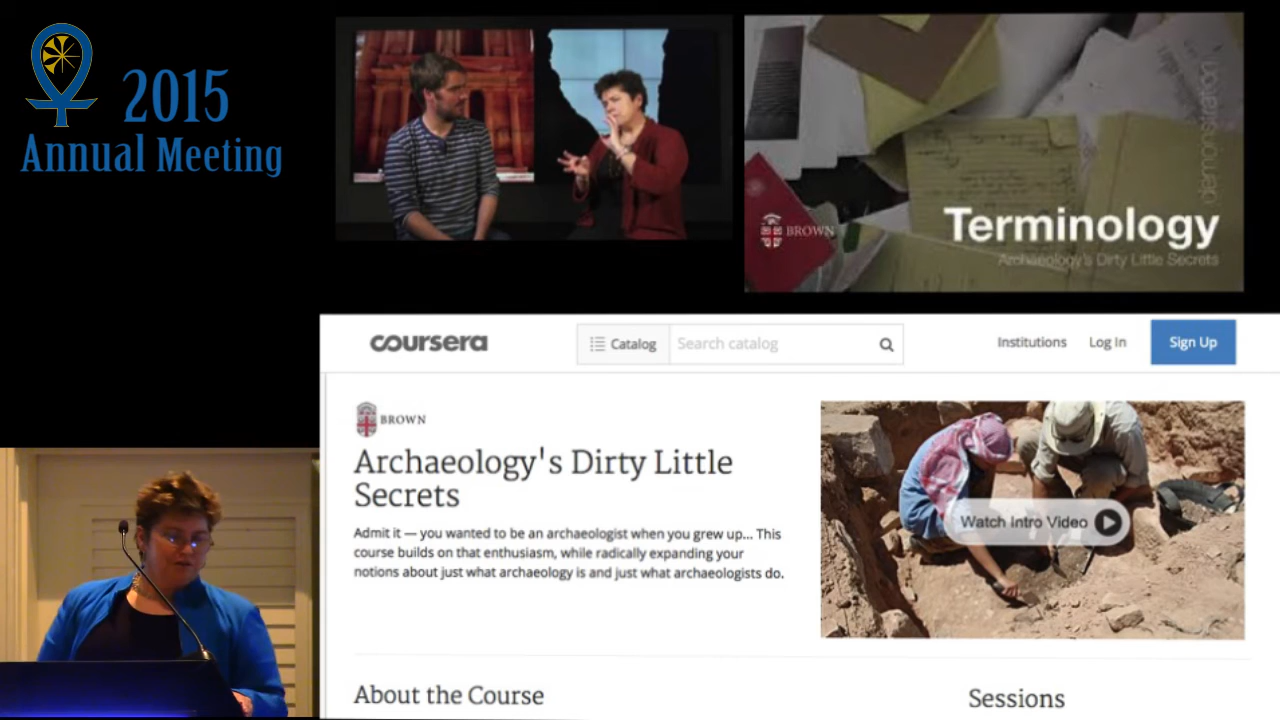 2015
Annual Meeting
demonstration
BROWN
Terminology
Archaeology's Dirty Little Secrets
coursera
Catalog
Search catalog
Institutions
Log In
Sign Up
BROWN
Archaeology's Dirty Little
Secrets
Admit it — you wanted to be an archaeologist when you grew up... This
course builds on that enthusiasm, while radically expanding your
notions about just what archaeology is and just what archaeologists do.
Watch Intro Video
About the Course
Sessions